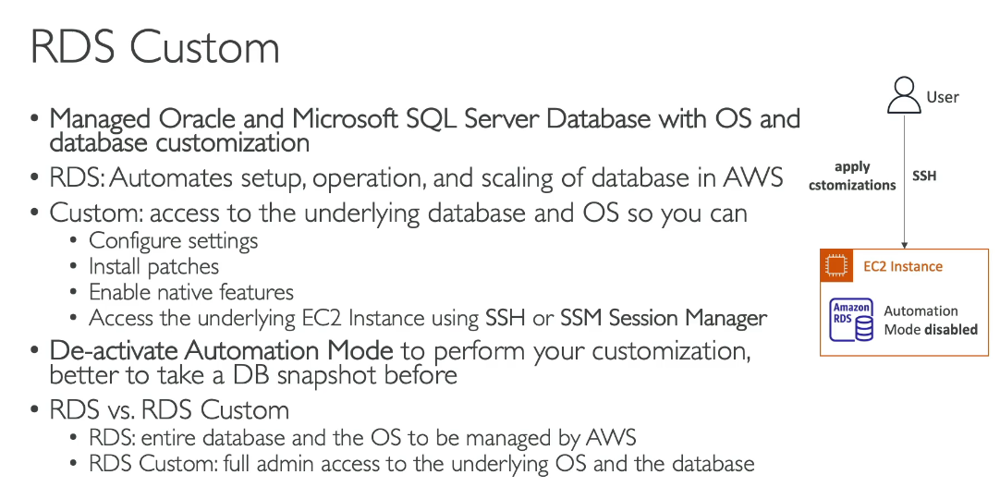 RDS Custom
• Managed Oracle and Microsoft SQL Server Database with OS and
database customization
• RDS: Automates setup, operation, and scaling of database in AWS
• Custom: access to the underlying database and OS so you can
• Configure settings
• Install patches
• Enable native features
• Access the underlying EC2 Instance using SSH or SSM Session Manager
• De-activate Automation Mode to perform your customization,
better to take a DB snapshot before
• RDS vs. RDS Custom
• RDS: entire database and the OS to be managed by AWS
• RDS Custom: full admin access to the underlying OS and the database
User
apply
cstomizations
SSH
EC2 Instance
Amazon
RDS
Automation
Mode disabled